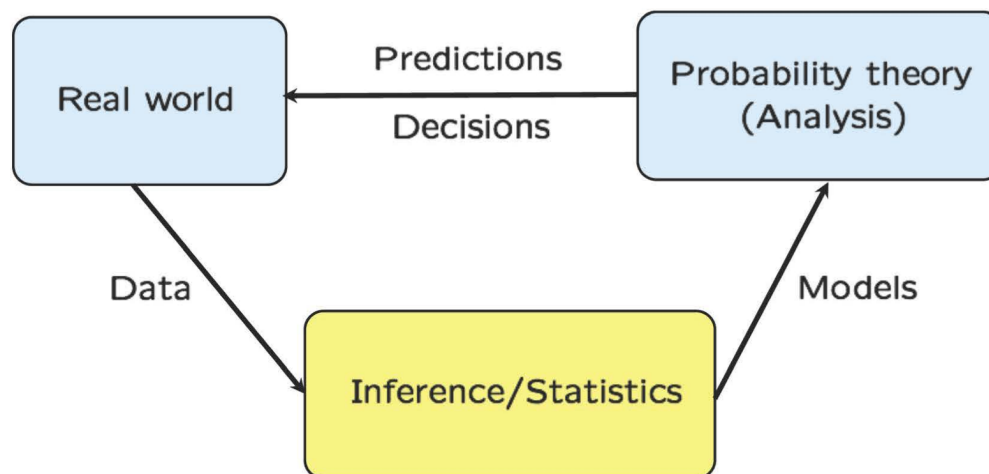 Real world
Predictions
Decisions
Probability theory
(Analysis)
Data
Models
Inference/Statistics